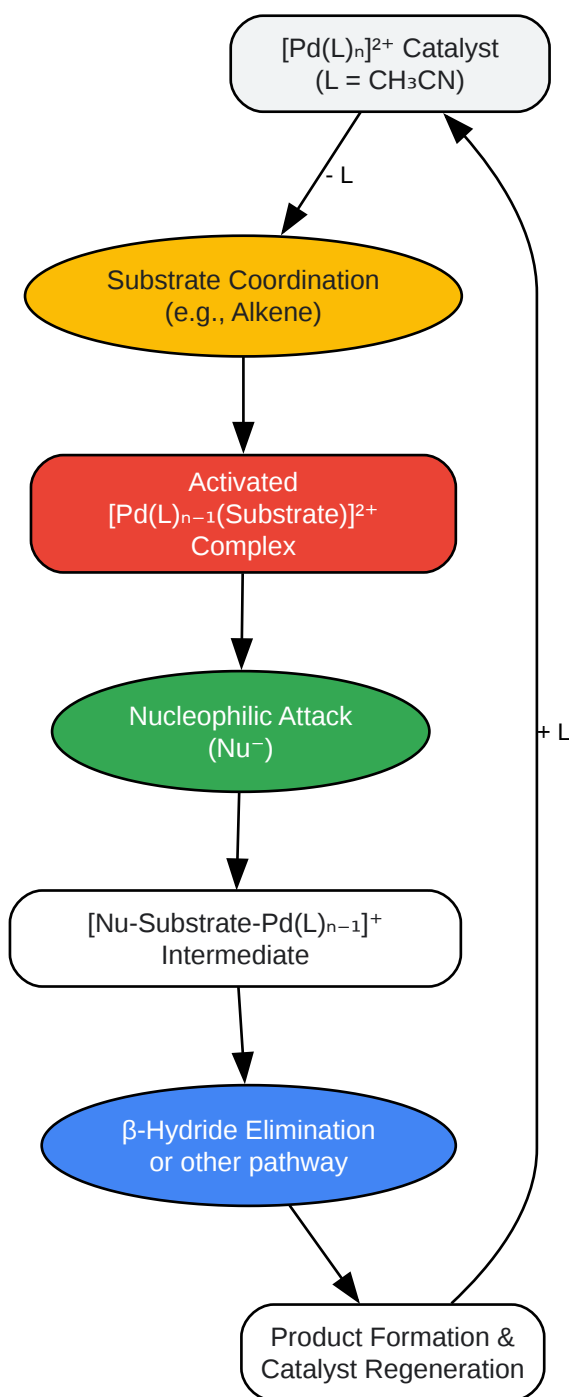 [Pd(L)ₙ]²⁺ Catalyst
(L = CH₃CN)
- L
Substrate Coordination
(e.g., Alkene)
Activated
[Pd(L)ₙ₋₁(Substrate)]²⁺
Complex
Nucleophilic Attack
(Nu⁻)
+ L
[Nu-Substrate-Pd(L)ₙ₋₁]⁺
Intermediate
β-Hydride Elimination
or other pathway
Product Formation &
Catalyst Regeneration